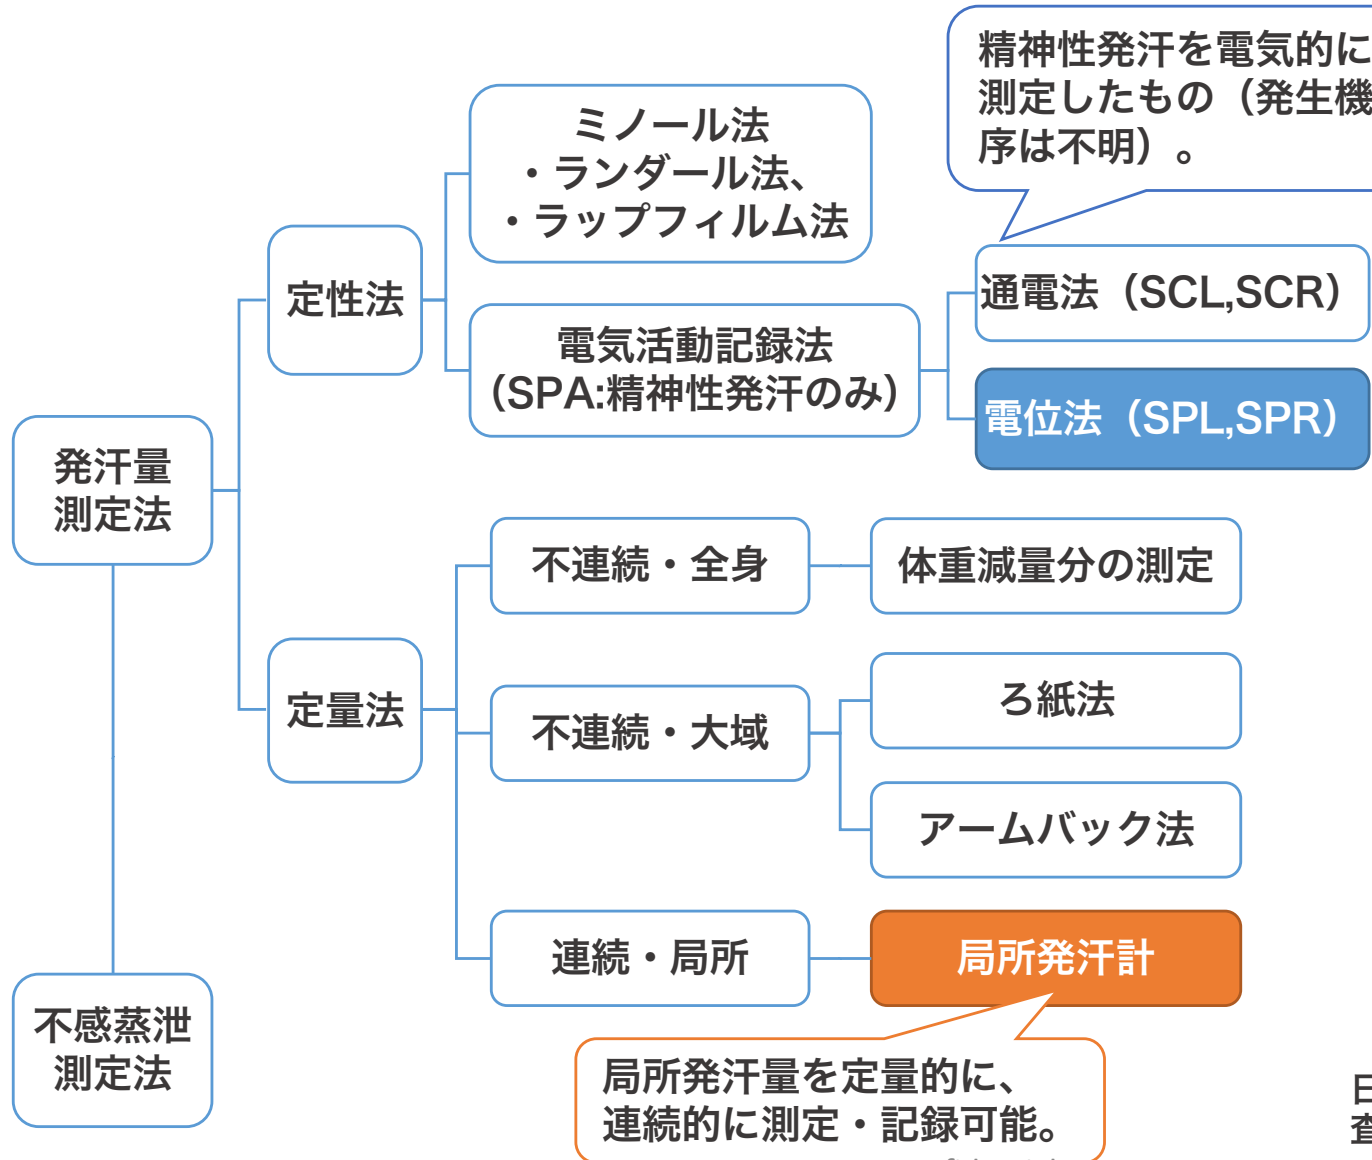 精神性発汗を電気的に
測定したもの（発生機
序は不明）。
ミノール法
・ランダール法、
・ラップフィルム法
定性法
通電法（SCL,SCR）
電気活動記録法
（SPA:精神性発汗のみ）
電位法（SPL,SPR）
発汗量
測定法
不連続・全身
体重減量分の測定
定量法
不連続・大域
ろ紙法
アームバック法
連続・局所
局所発汗計
不感蒸泄
測定法
局所発汗量を定量的に、
連続的に測定・記録可能。
査